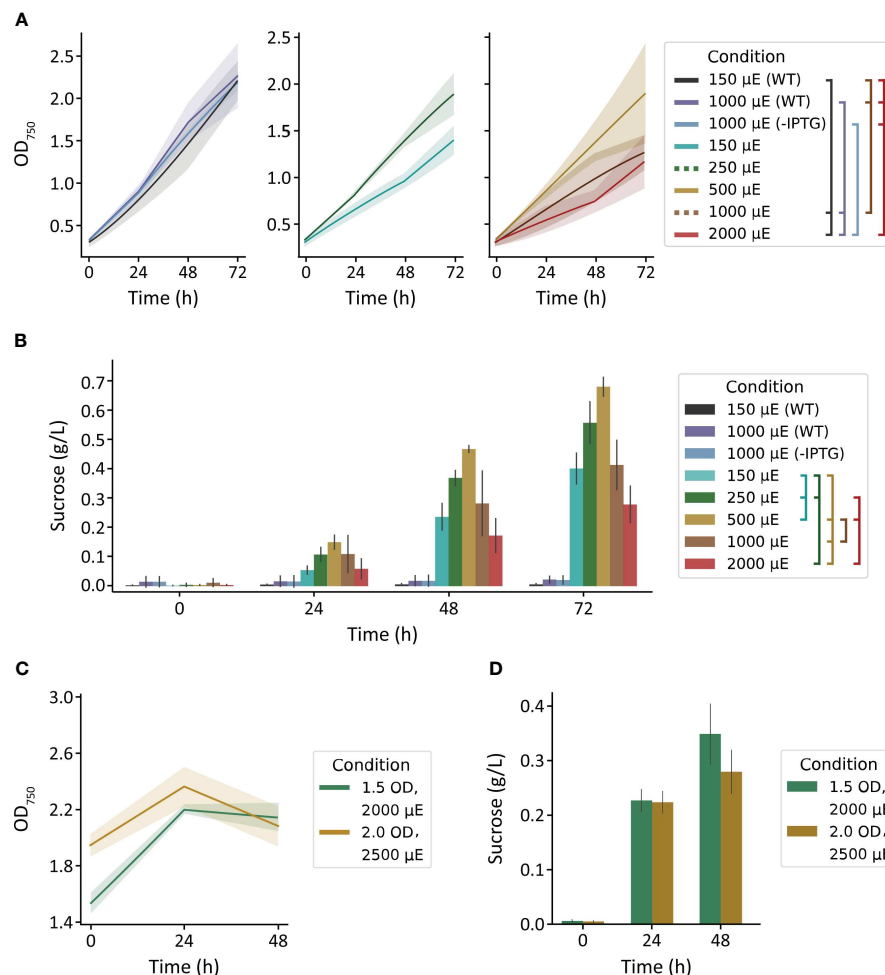 A
OD750
2.5
2.0
1.5
1.0
0.5
0 24 48 72
Time (h)
2.5
2.0
1.5
1.0
0.5
0 24 48 72
Time (h)
0 24 48 72
Time (h)
Condition
150 µE (WT)
1000 µE (WT)
1000 µE (-IPTG)
150 µE
250 µE
500 µE
1000 µE
2000 µE
B
Sucrose (g/L)
0.7
0.6
0.5
0.4
0.3
0.2
0.1
0.0
0 24 48 72
Time (h)
Condition
150 µE (WT)
1000 µE (WT)
1000 µE (-IPTG)
150 µE
250 µE
500 µE
1000 µE
2000 µE
C
OD750
3.0
2.6
2.2
1.8
1.4
0 24 48
Time (h)
Condition
1.5 OD,
2000 µE
2.0 OD,
2500 µE
D
Sucrose (g/L)
0.4
0.3
0.2
0.1
0.0
0 24 48
Time (h)
Condition
1.5 OD,
2000 µE
2.0 OD,
2500 µE